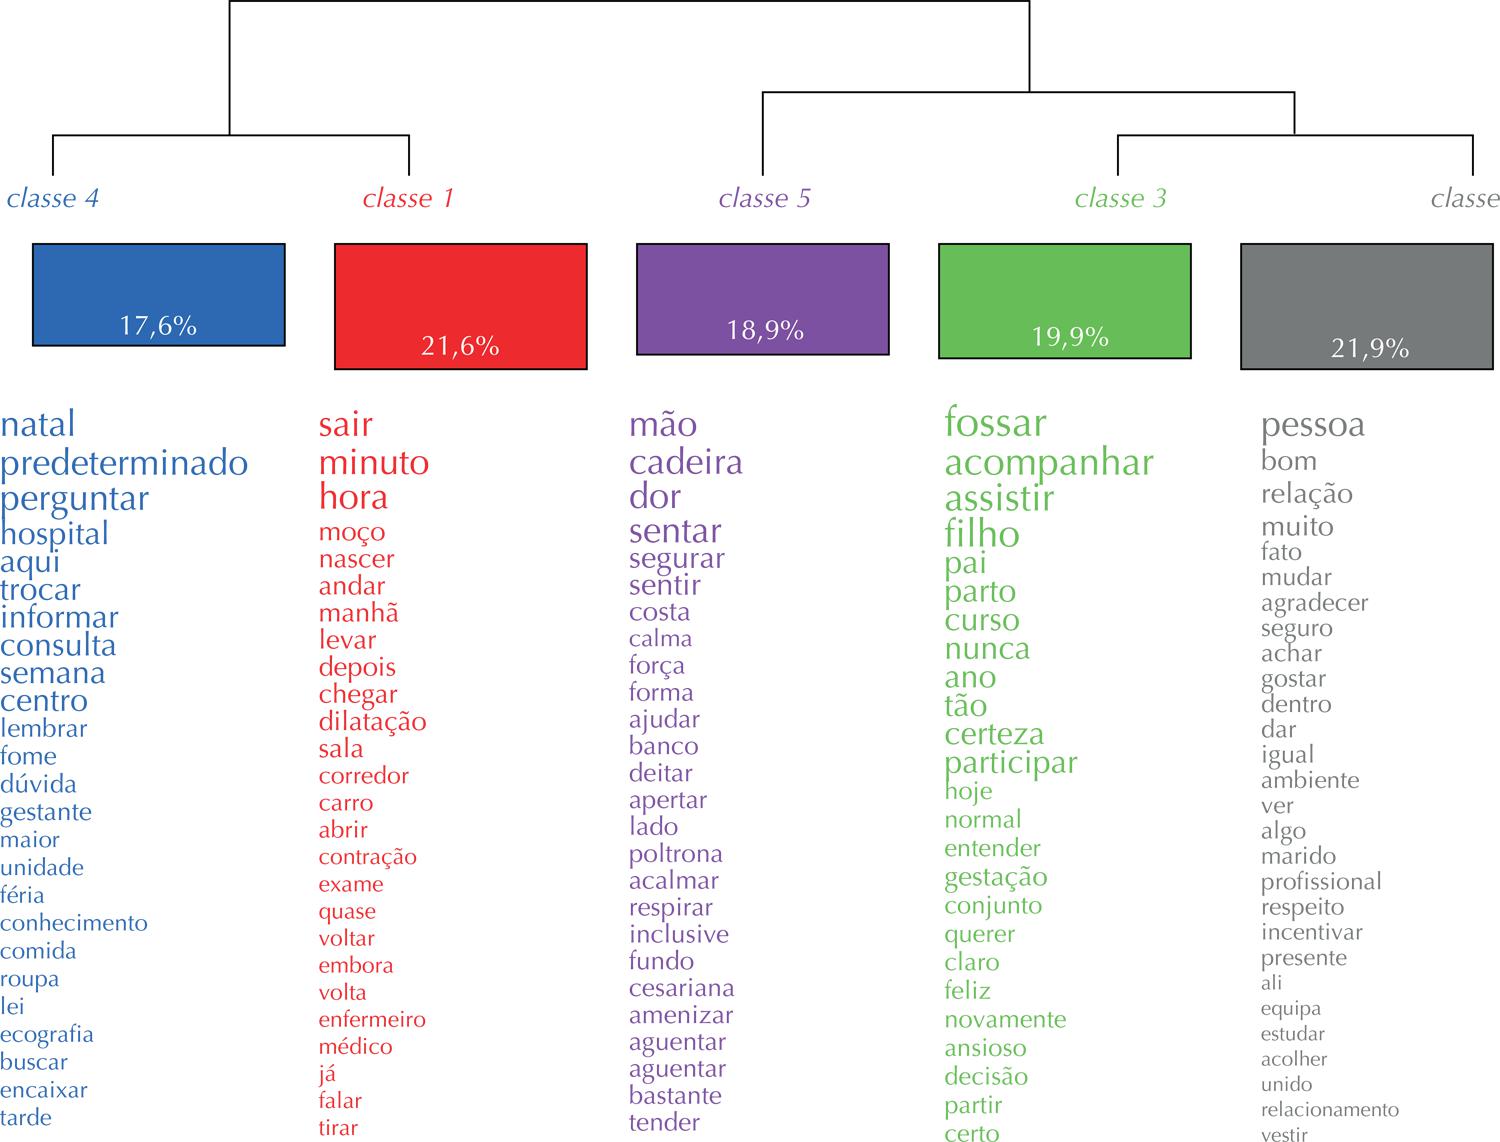 classe 4
classe 1
classe 5
classe 3
classe
17,6%
21,6%
18,9%
19,9%
21,9%
natal
predeterminado
perguntar
hospital
aqui
trocar
informar
consulta
semana
centro
lembrar
fome
dúvida
gestante
maior
unidade
féria
conhecimento
comida
roupa
lei
ecografia
buscar
encaixar
tarde
sair
minuto
hora
moço
nascer
andar
manhã
levar
depois
chegar
dilatação
sala
corredor
carro
abrir
contração
exame
quase
voltar
embora
volta
enfermeiro
médico
já
falar
tirar
mão
cadeira
dor
sentar
segurar
sentir
costa
calma
força
forma
ajudar
banco
deitar
apertar
lado
poltrona
acalmar
respirar
inclusive
fundo
cesariana
amenizar
aguentar
aguentar
bastante
tender
fossar
acompanhar
assistir
filho
pai
parto
curso
nunca
ano
tão
certeza
participar
hoje
normal
entender
gestação
conjunto
querer
claro
feliz
novamente
ansioso
decisão
partir
certo
pessoa
bom
relação
muito
fato
mudar
agradecer
seguro
achar
gostar
dentro
dar
igual
ambiente
ver
algo
marido
profissional
respeito
incentivar
presente
ali
equipa
estudar
acolher
unido
relacionamento
vestir